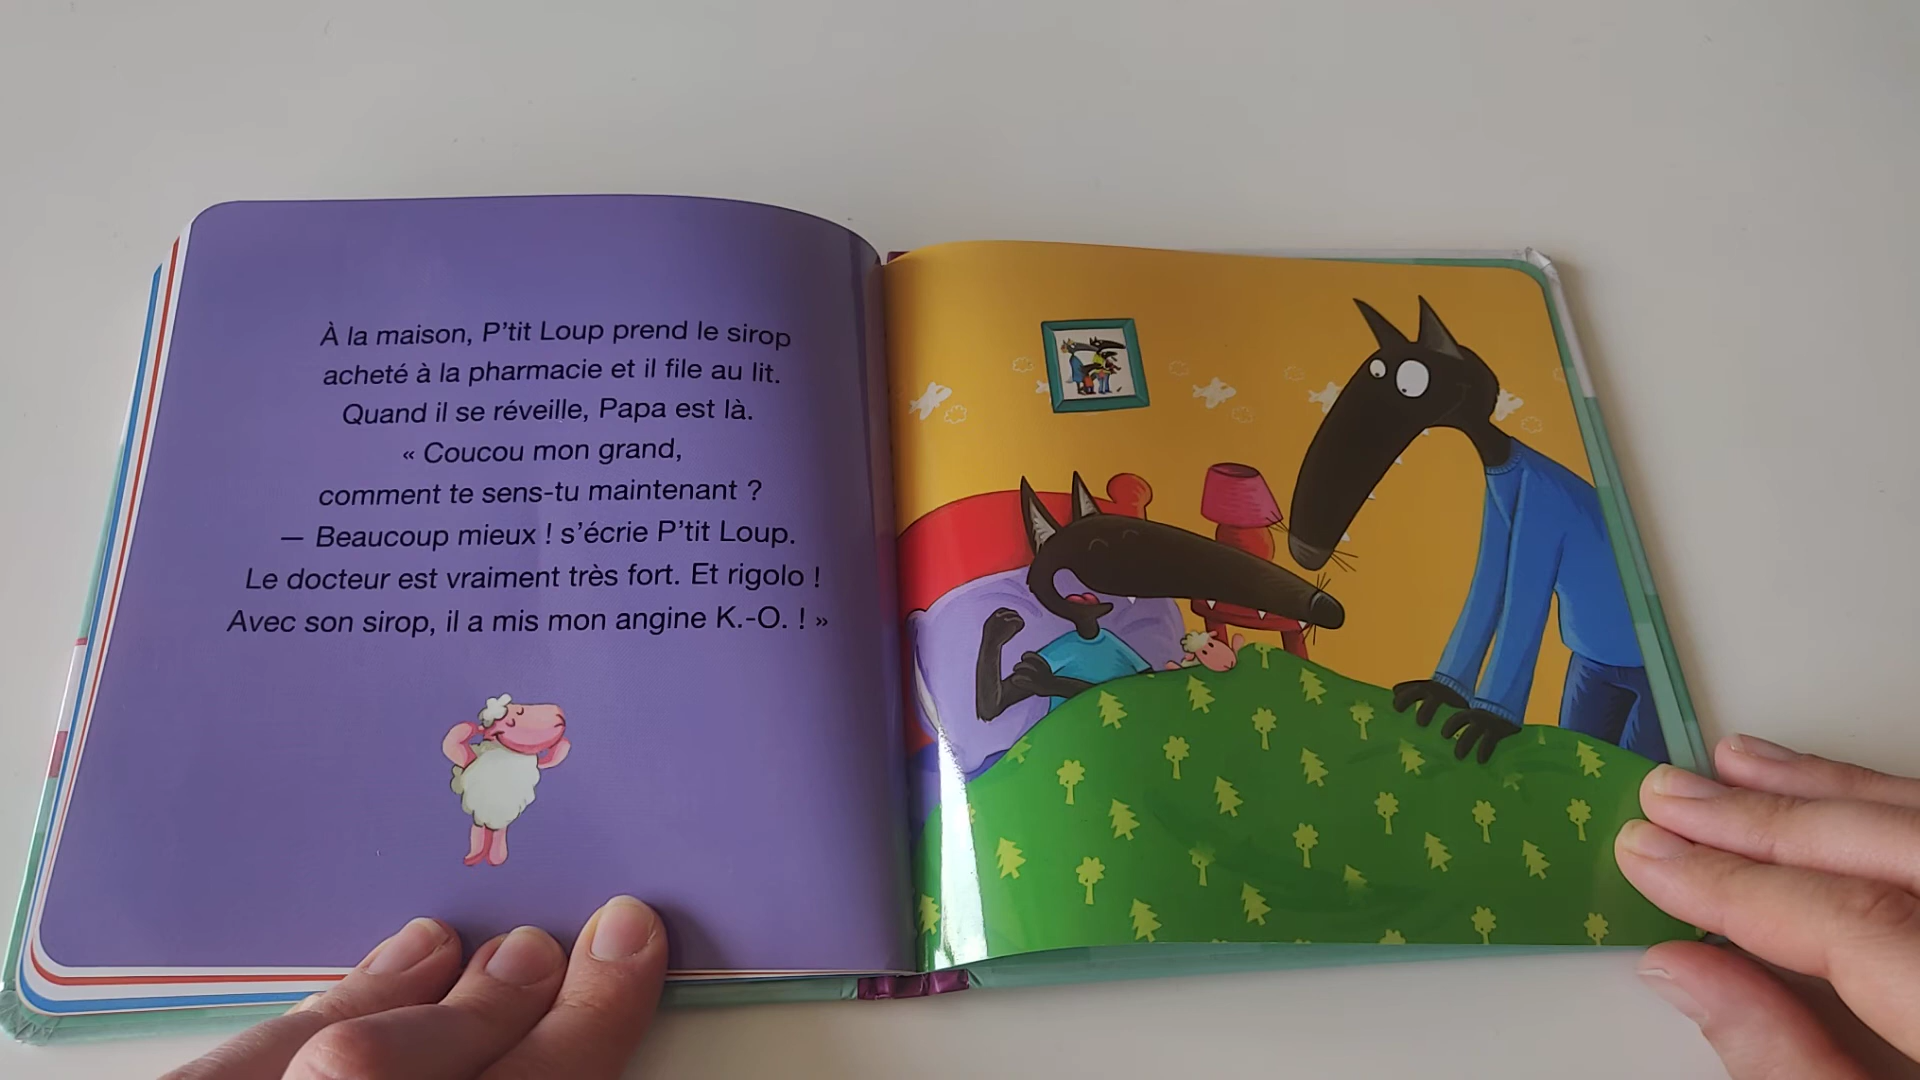 À la maison, P'tit Loup prend le sirop
acheté à la pharmacie et il file au lit.
Quand il se réveille, Papa est là.
« Coucou mon grand,
comment te sens-tu maintenant ?
— Beaucoup mieux ! s'écrie P'tit Loup.
Le docteur est vraiment très fort. Et rigolo !
Avec son sirop, il a mis mon angine K.-O. ! »